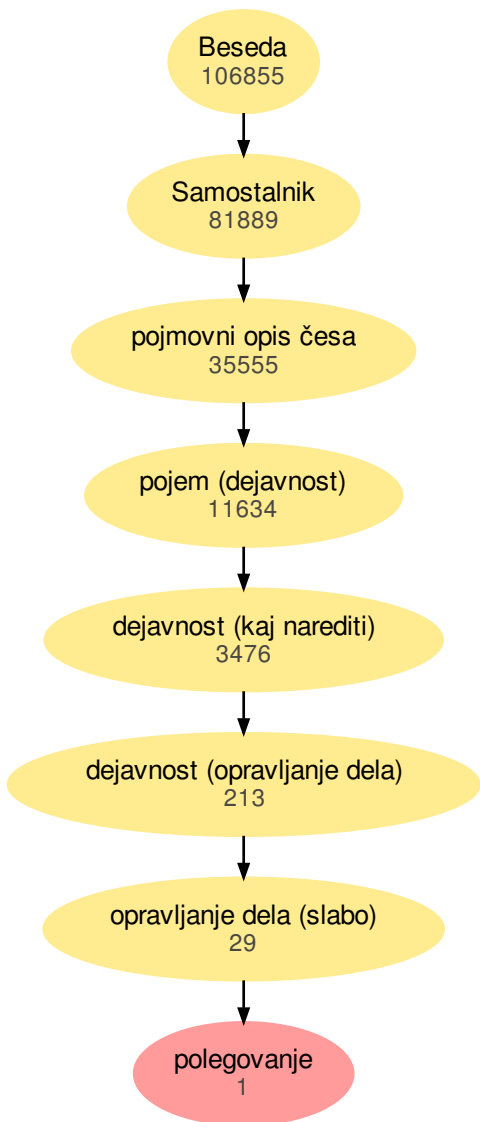 Beseda
106855
Samostalnik
81889
pojmovni opis česa
35555
pojem (dejavnost)
11634
dejavnost (kaj narediti)
3476
dejavnost (opravljanje dela)
213
opravljanje dela (slabo)
29
polegovanje
1